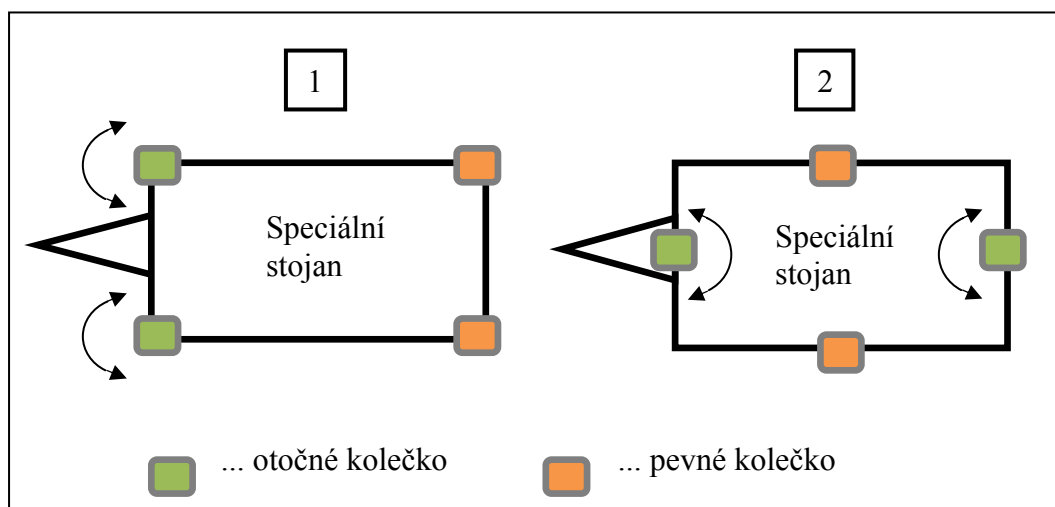 1
2
Speciální
stojan
Speciální
stojan
... otočné kolečko
... pevné kolečko